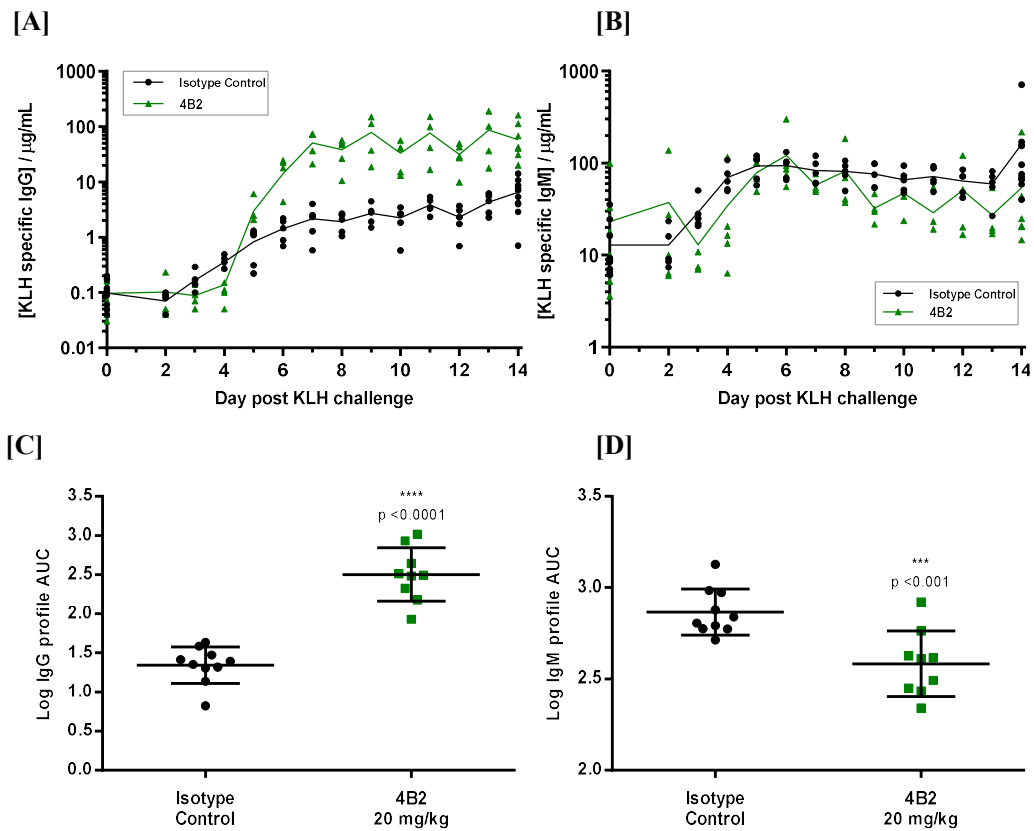 [A]
[KLH specific IgG] / µg/mL
1000
100
10
1
0.1
0.01
Isotype Control
4B2
0 2 4 6 8 10 12 14
Day post KLH challenge
[B]
[KLH specific IgM] / µg/mL
1000
100
10
1
Isotype Control
4B2
0 2 4 6 8 10 12 14
Day post KLH challenge
[C]
Log IgG profile AUC
3.5
3.0
2.5
2.0
1.5
1.0
0.5
0.0
****
p <0.0001
Isotype
Control
4B2
20 mg/kg
[D]
Log IgM profile AUC
3.5
3.0
2.5
2.0
***
p <0.001
Isotype
Control
4B2
20 mg/kg